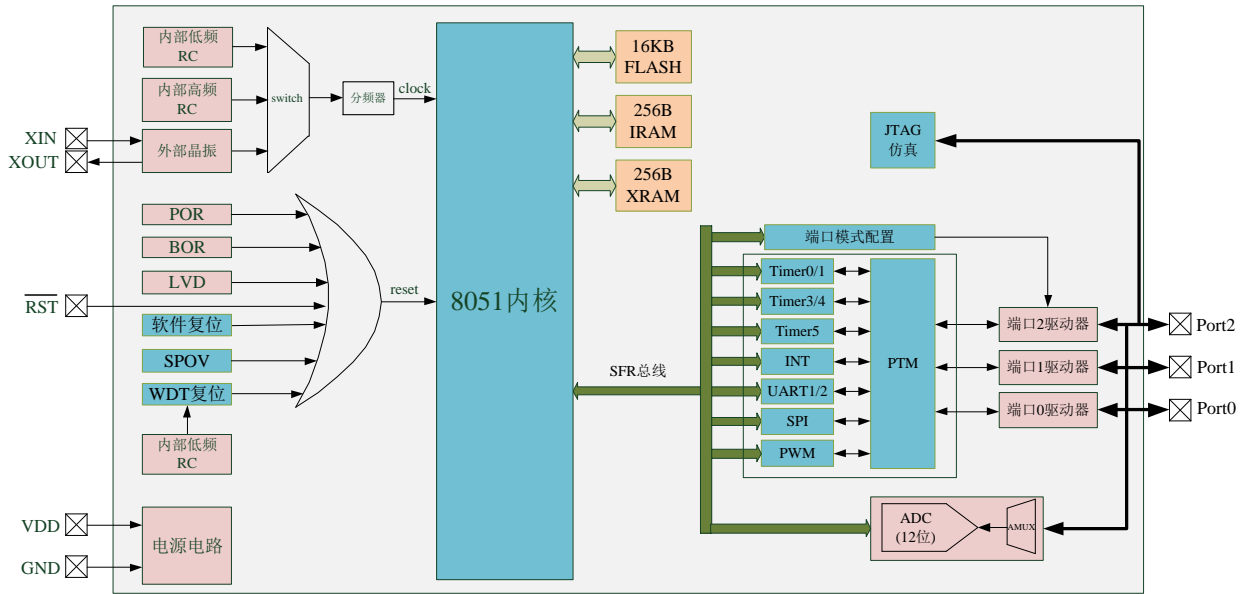 内部低频
RC
内部高频
RC
外部晶振
XIN
XOUT
switch
分频器
clock
POR
BOR
LVD
RST
软件复位
SPOV
WDT复位
内部低频
RC
reset
VDD
GND
电源电路
8051内核
16KB
FLASH
256B
IRAM
256B
XRAM
JTAG
仿真
SFR总线
端口模式配置
Timer0/1
Timer3/4
Timer5
INT
UART1/2
SPI
PWM
PTM
端口2驱动器
端口1驱动器
端口0驱动器
Port2
Port1
Port0
ADC
(12位)
AMUX